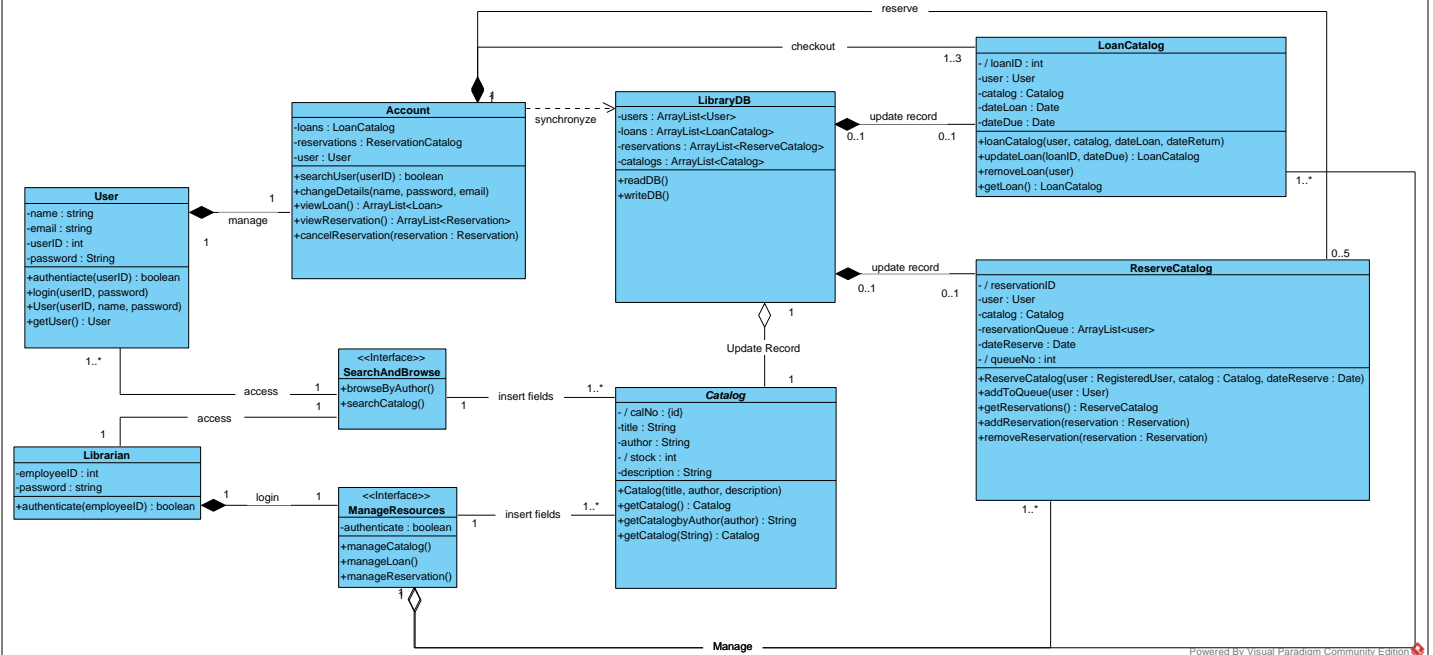 reserve
checkout
1..3
1
Account
-loans : LoanCatalog
-reservations : ReservationCatalog
-user : User
+searchUser(userID) : boolean
+changeDetails(name, password, email)
+viewLoan() : ArrayList<Loan>
+viewReservation() : ArrayList<Reservation>
+cancelReservation(reservation : Reservation)
synchronyze
LibraryDB
-users : ArrayList<User>
-loans : ArrayList<LoanCatalog>
-reservations : ArrayList<ReserveCatalog>
-catalogs : ArrayList<Catalog>
+readDB()
+writeDB()
update record
0..1
0..1
LoanCatalog
- / loanID : int
-user : User
-catalog : Catalog
-dateLoan : Date
-dateDue : Date
+loanCatalog(user, catalog, dateLoan, dateReturn)
+updateLoan(loanID, dateDue) : LoanCatalog
+removeLoan(user)
+getLoan() : LoanCatalog
1..*
User
-name : string
-email : string
-userID : int
-password : String
+authentiacte(userID) : boolean
+login(userID, password)
+User(userID, name, password)
+getUser() : User
1
manage
1
0..5
update record
0..1
0..1
ReserveCatalog
- / reservationID
-user : User
-catalog : Catalog
-reservationQueue : ArrayList<user>
-dateReserve : Date
- / queueNo : int
+ReserveCatalog(user : RegisteredUser, catalog : Catalog, dateReserve : Date)
+addToQueue(user : User)
+getReservations() : ReserveCatalog
+addReservation(reservation : Reservation)
+removeReservation(reservation : Reservation)
1..*
1
Update Record
1
1..*
access
1
<<Interface>>
SearchAndBrowse
+browseByAuthor()
+searchCatalog()
1
access
1
1
insert fields
1..*
Catalog
- / calNo : {id}
-title : String
-author : String
- / stock : int
-description : String
+Catalog(title, author, description)
+getCatalog() : Catalog
+getCatalogbyAuthor(author) : String
+getCatalog(String) : Catalog
Librarian
-employeeID : int
-password : string
+authenticate(employeeID) : boolean
1
login
1
<<Interface>>
ManageResources
-authenticate : boolean
+manageCatalog()
+manageLoan()
+manageReservation()
1
insert fields
1..*
1
Manage
Powered By Visual Paradigm Community Edition